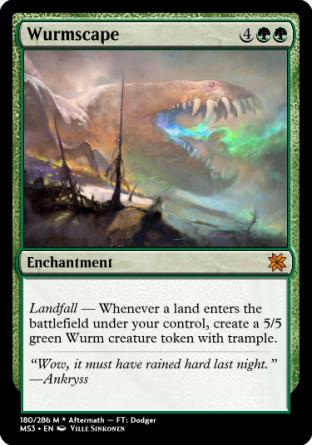 Wurmscape 4
Enchantment
Landfall — Whenever a land enters the
battlefield under your control, create a 5/5
green Wurm creature token with trample.
“Wow, it must have rained hard last night.”
—Ankryss
180/286 M * Aftermath — FT: Dodger
MS3 • EN Ville Sinkonen